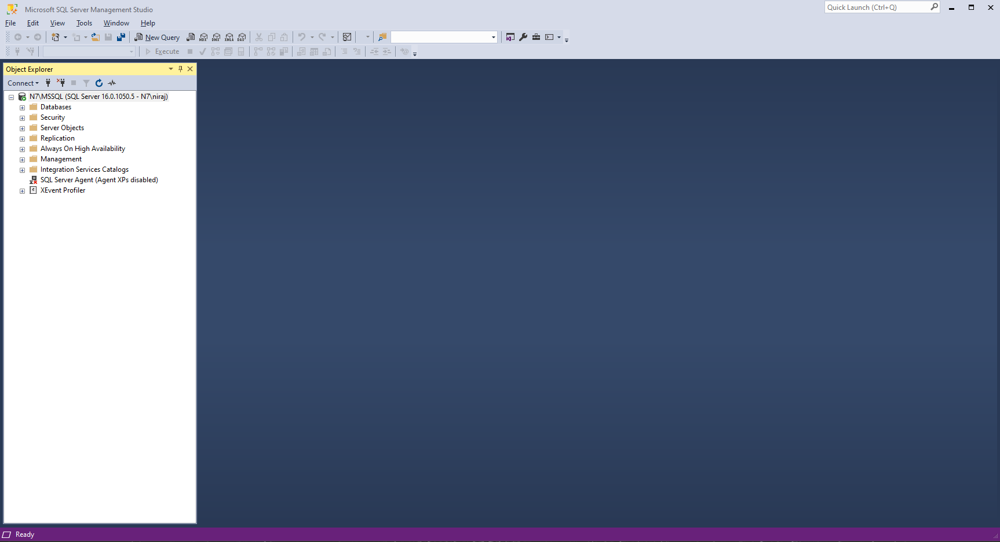 Microsoft SQL Server Management Studio
Quick Launch (Ctrl+Q)
File Edit View Tools Window Help
New Query MDX DMX XMLA DAX
Execute
Object Explorer
Connect
N7\MSSQL (SQL Server 16.0.1050.5 - N7\niraj)
Databases
Security
Server Objects
Replication
Always On High Availability
Management
Integration Services Catalogs
SQL Server Agent (Agent XPs disabled)
XEvent Profiler
Ready